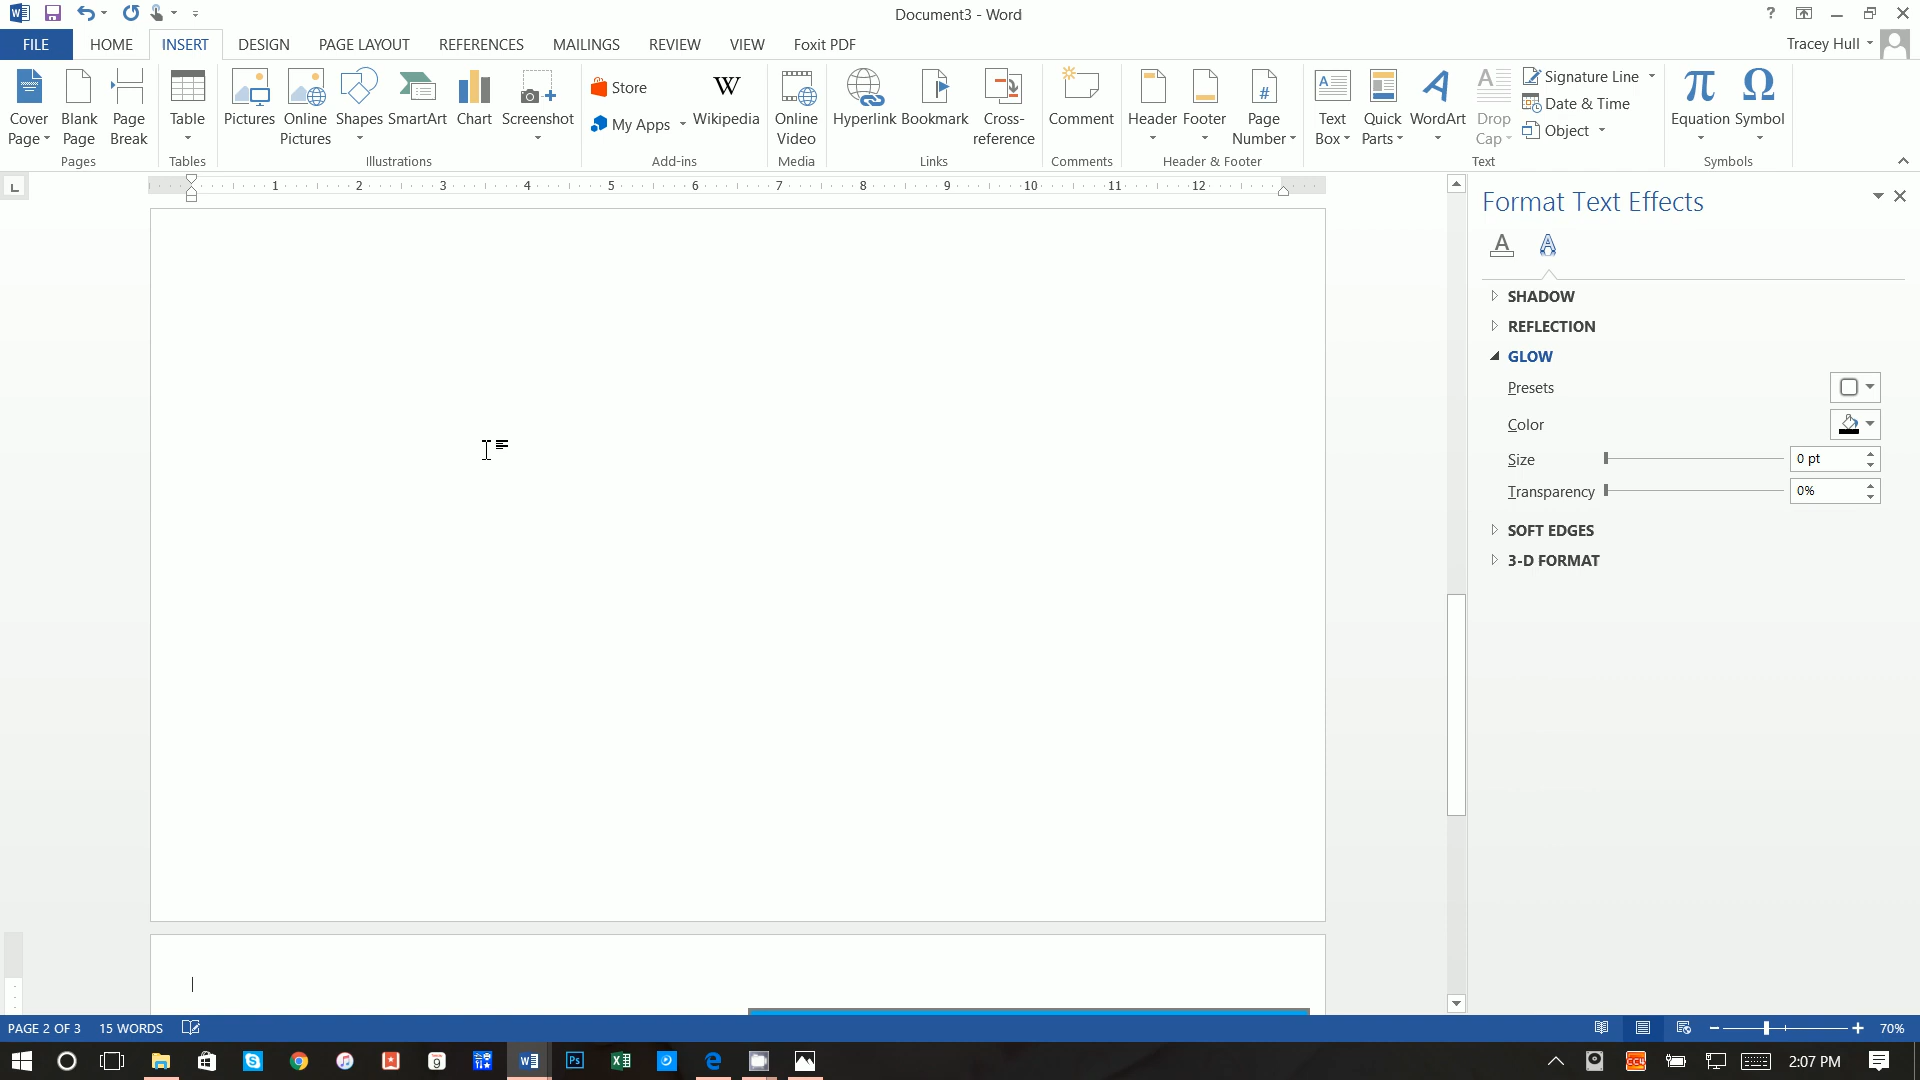 Document3 - Word
?
FILE HOME INSERT DESIGN PAGE LAYOUT REFERENCES MAILINGS REVIEW VIEW Foxit PDF Tracey Hull
Cover Page
Blank Page
Page Break
Pages
Table
Tables
Pictures
Online Pictures
Shapes
SmartArt
Chart
Screenshot
Illustrations
Store
My Apps
W
Wikipedia
Add-ins
Online Video
Media
Hyperlink
Bookmark
Cross-reference
Links
Comment
Comments
Header
Footer
#
Page Number
Header & Footer
A
Text Box
Quick Parts
A
WordArt
A
Drop Cap
Signature Line
Date & Time
Object
Text
π
Equation
Ω
Symbol
Symbols
L
1 2 3 4 5 6 7 8 9 10 11 12
Format Text Effects
A A
SHADOW
REFLECTION
GLOW
Presets
Color
Size 0 pt
Transparency 0%
SOFT EDGES
3-D FORMAT
PAGE 2 OF 3 15 WORDS 70%
9
Ps
CC4
2:07 PM